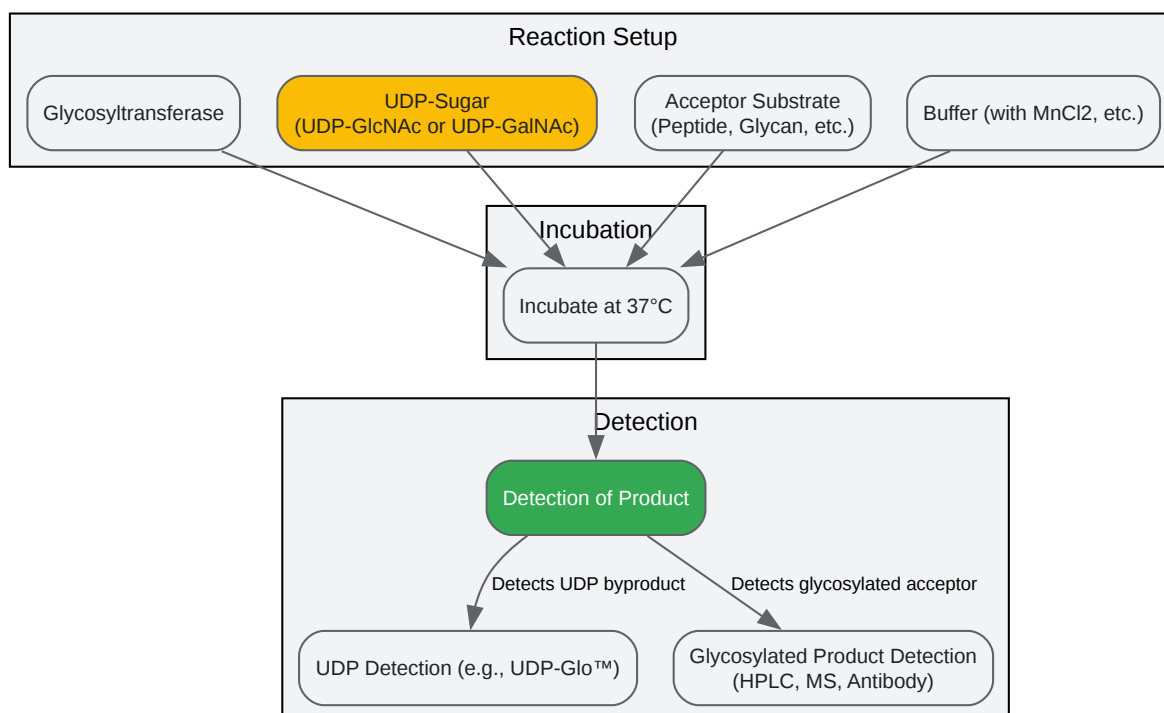 Reaction Setup
Glycosyltransferase
UDP-Sugar
(UDP-GlcNAc or UDP-GalNAc)
Acceptor Substrate
(Peptide, Glycan, etc.)
Buffer (with MnCl2, etc.)
Incubation
Incubate at 37°C
Detection
Detection of Product
Detects UDP byproduct
Detects glycosylated acceptor
UDP Detection (e.g., UDP-Glo™)
Glycosylated Product Detection
(HPLC, MS, Antibody)